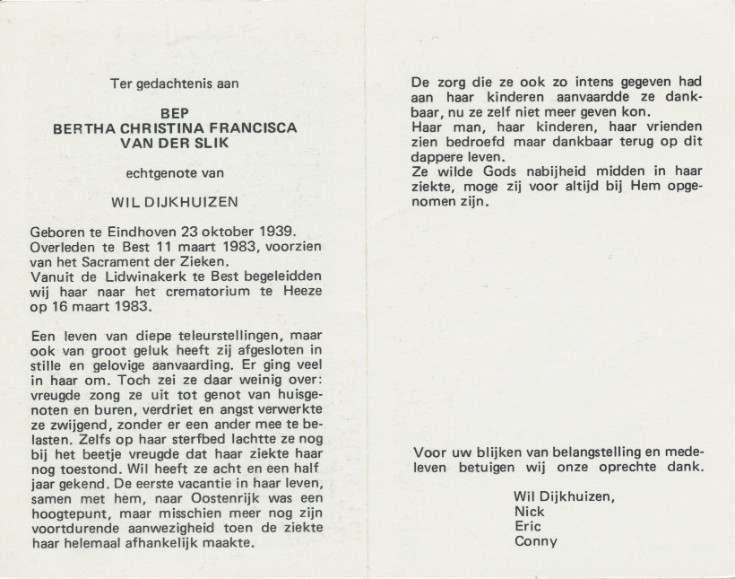 Ter gedachtenis aan
BEP
BERTHA CHRISTINA FRANCISCA
VAN DER SLIK
echtgenote van
WIL DIJKHUIZEN
Geboren te Eindhoven 23 oktober 1939.
Overleden te Best 11 maart 1983, voorzien
van het Sacrament der Zieken.
Vanuit de Lidwinakerk te Best begeleidden
wij haar naar het crematorium te Heeze
op 16 maart 1983.
Een leven van diepe teleurstellingen, maar
ook van groot geluk heeft zij afgesloten in
stille en gelovige aanvaarding. Er ging veel
in haar om. Toch zei ze daar weinig over:
vreugde zong ze uit tot genot van huisge-
noten en buren, verdriet en angst verwerkte
ze zwijgend, zonder er een ander mee te be-
lasten. Zelfs op haar sterfbed lachtte ze nog
bij het beetje vreugde dat haar ziekte haar
nog toestond. Wil heeft ze acht en een half
jaar gekend. De eerste vacantie in haar leven,
samen met hem, naar Oostenrijk was een
hoogtepunt, maar misschien meer nog zijn
voortdurende aanwezigheid toen de ziekte
haar helemaal afhankelijk maakte.
De zorg die ze ook zo intens gegeven had
aan haar kinderen aanvaardde ze dank-
baar, nu ze zelf niet meer geven kon.
Haar man, haar kinderen, haar vrienden
zien bedroefd maar dankbaar terug op dit
dappere leven.
Ze wilde Gods nabijheid midden in haar
ziekte, moge zij voor altijd bij Hem opge-
nomen zijn.
Voor uw blijken van belangstelling en mede-
leven betuigen wij onze oprechte dank.
Wil Dijkhuizen,
Nick
Eric
Conny